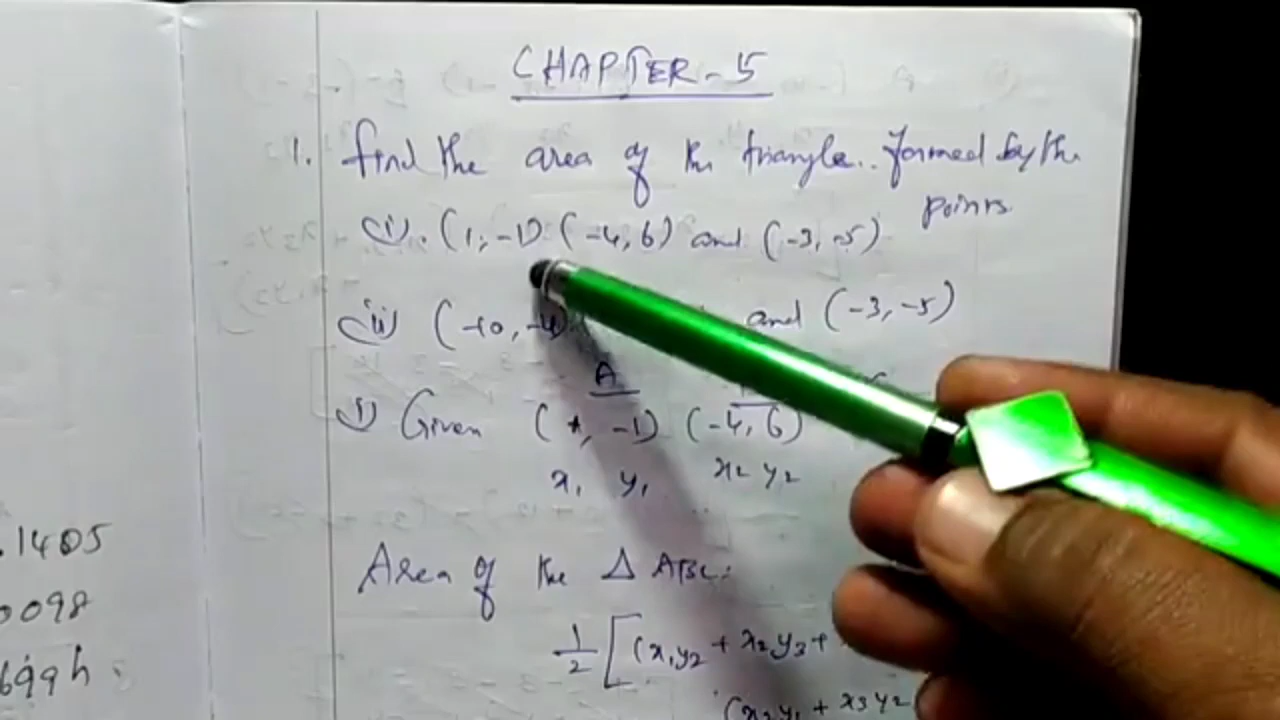 CHAPTER - 5
1. Find the area of the triangle.. formed by the
points
(i). (1, -1) (-4, 6) and (-3, -5)
(ii) (-10, -4) and (-3, -5)
A
(i) Given ( 1, -1) (-4, 6)
x₁ y₁ x₂ y₂
Area of the Δ ABC:
1/2 [(x₁y₂ + x₂y₃ +
(x₂y₁ + x₃y₂
.1405
0098
699h